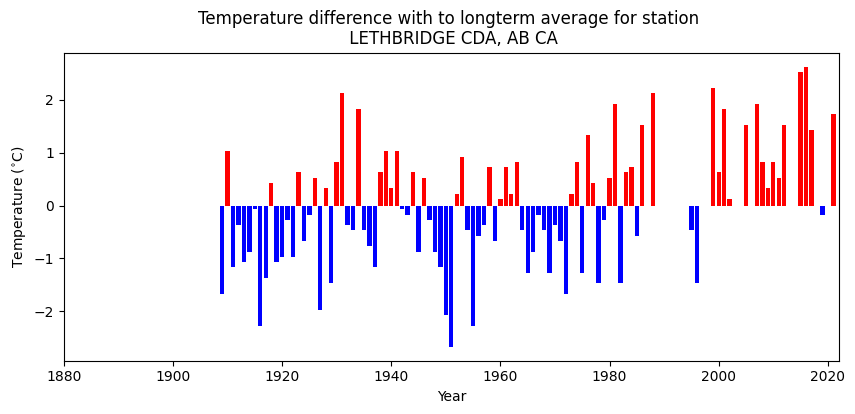 Temperature difference with to longterm average for station
LETHBRIDGE CDA, AB CA
Temperature (°C)
2
1
0
−1
−2
1880 1900 1920 1940 1960 1980 2000 2020
Year